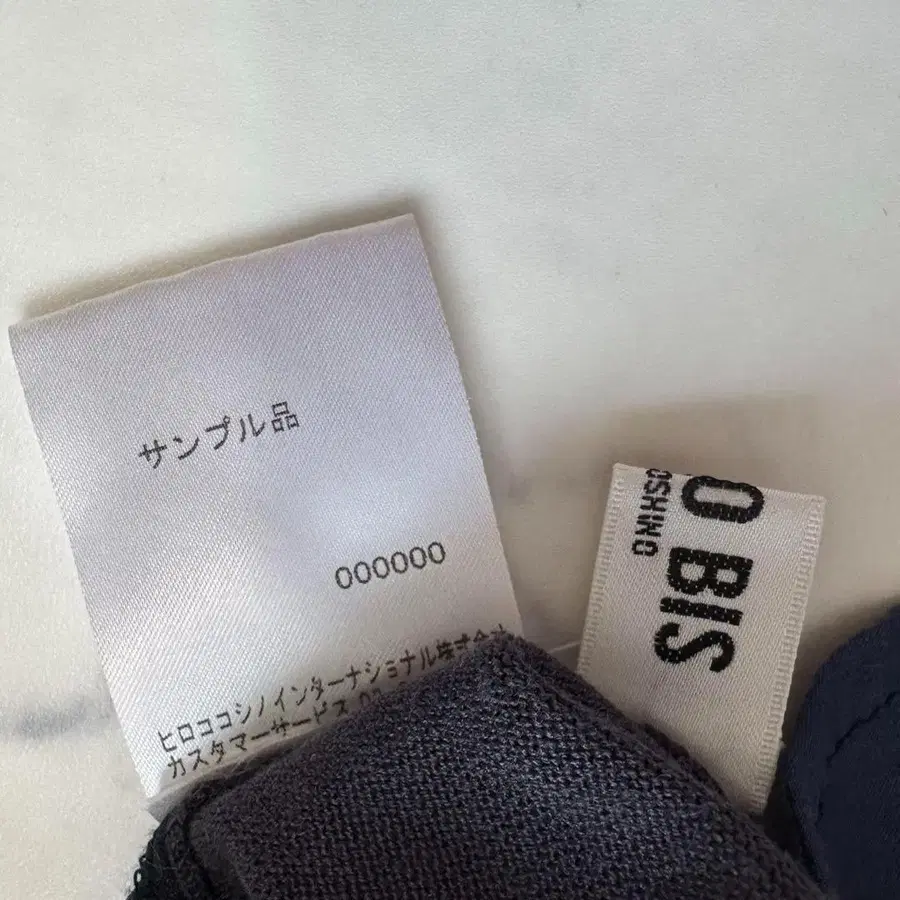 サンプル品
000000
ヒロココシノインターナショナル株式会社
カスタマーサービス
O BIS
OSHINO